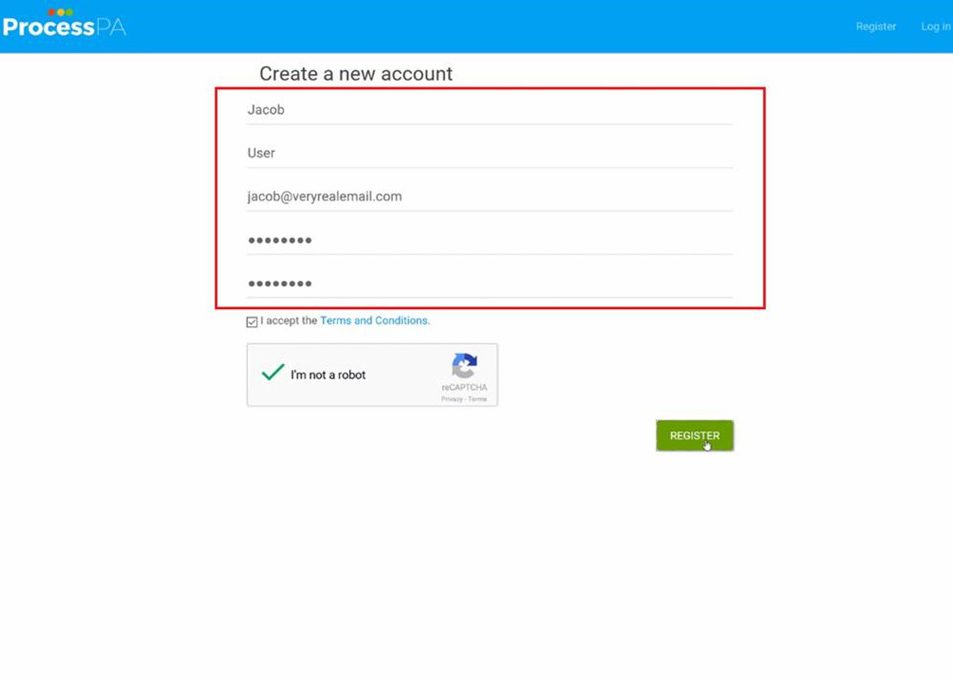 ProcessPA
Register
Log in
Create a new account
Jacob
User
jacob@veryrealemail.com
••••••••
••••••••
I accept the Terms and Conditions.
I'm not a robot
reCAPTCHA
Privacy - Terms
REGISTER